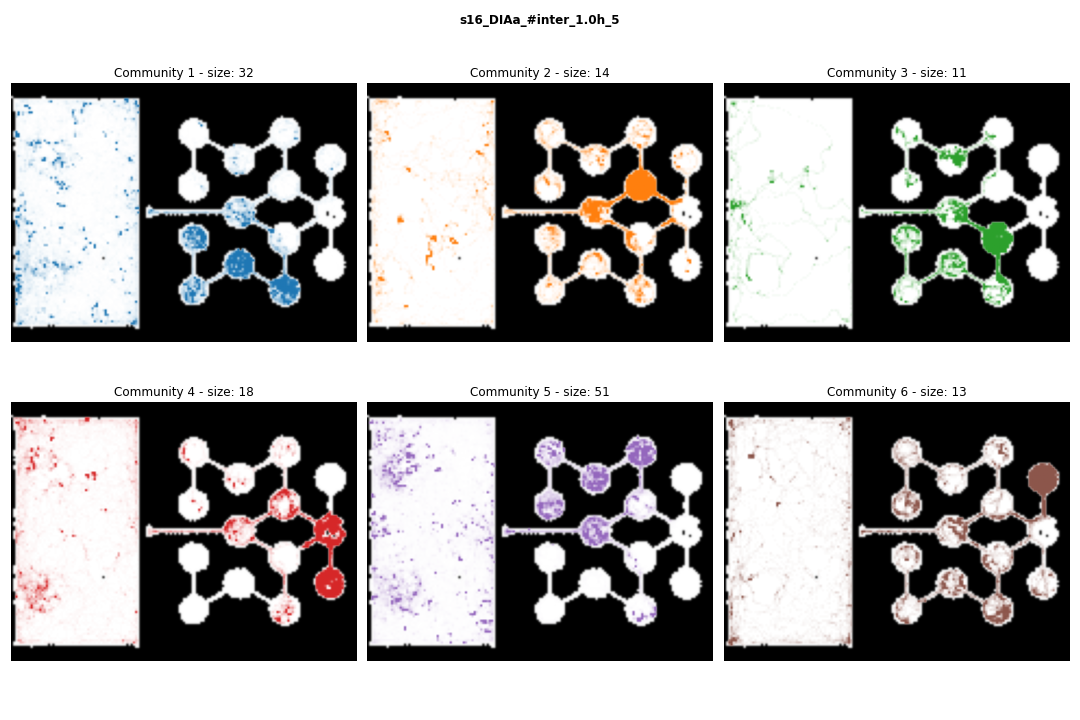 s16_DIAa_#inter_1.0h_5
Community 1 - size: 32
Community 2 - size: 14
Community 3 - size: 11
Community 4 - size: 18
Community 5 - size: 51
Community 6 - size: 13